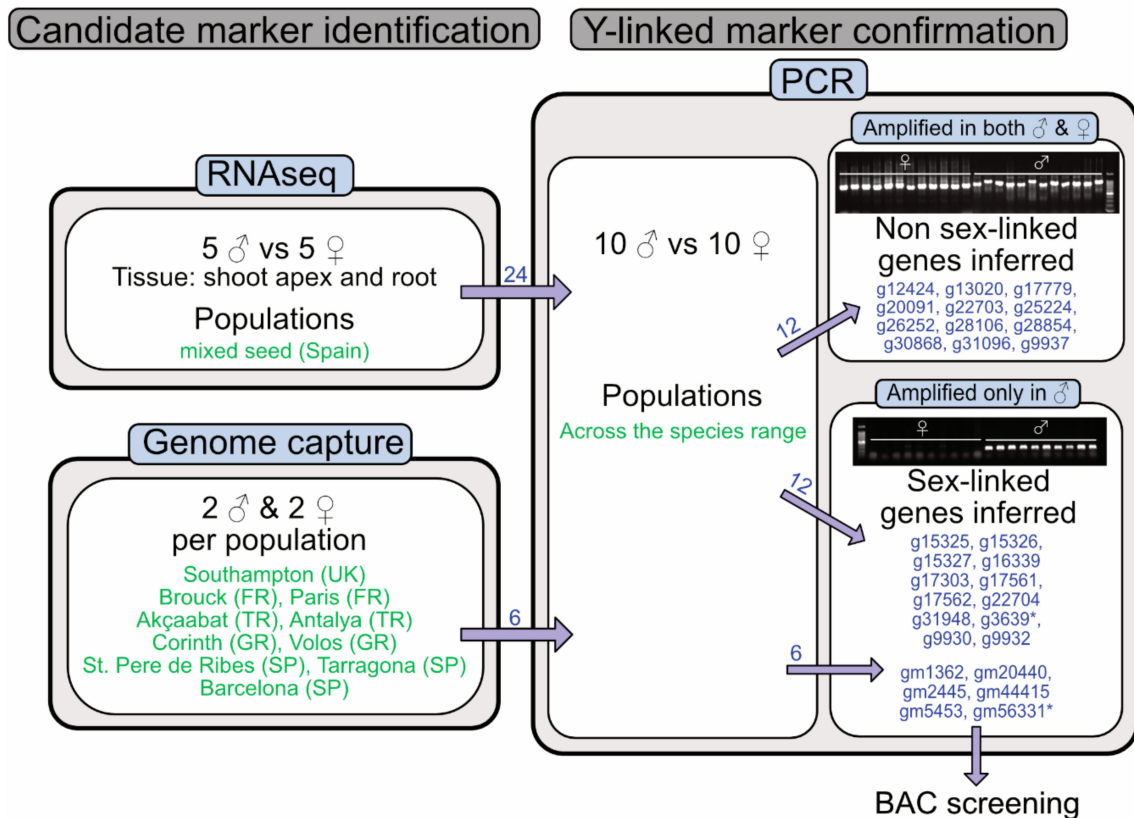 Candidate marker identification
Y-linked marker confirmation
PCR
RNAseq
5 ♂ vs 5 ♀
Tissue: shoot apex and root
Populations
mixed seed (Spain)
24
Genome capture
2 ♂ & 2 ♀
per population
Southampton (UK)
Brouck (FR), Paris (FR)
Akçaabat (TR), Antalya (TR)
Corinth (GR), Volos (GR)
St. Pere de Ribes (SP), Tarragona (SP)
Barcelona (SP)
6
10 ♂ vs 10 ♀
Populations
Across the species range
12
12
6
Amplified in both ♂ & ♀
♀ ♂
Non sex-linked
genes inferred
g12424, g13020, g17779,
g20091, g22703, g25224,
g26252, g28106, g28854,
g30868, g31096, g9937
Amplified only in ♂
♀ ♂
Sex-linked
genes inferred
g15325, g15326,
g15327, g16339
g17303, g17561,
g17562, g22704
g31948, g3639*,
g9930, g9932
gm1362, gm20440,
gm2445, gm44415
gm5453, gm56331*
BAC screening